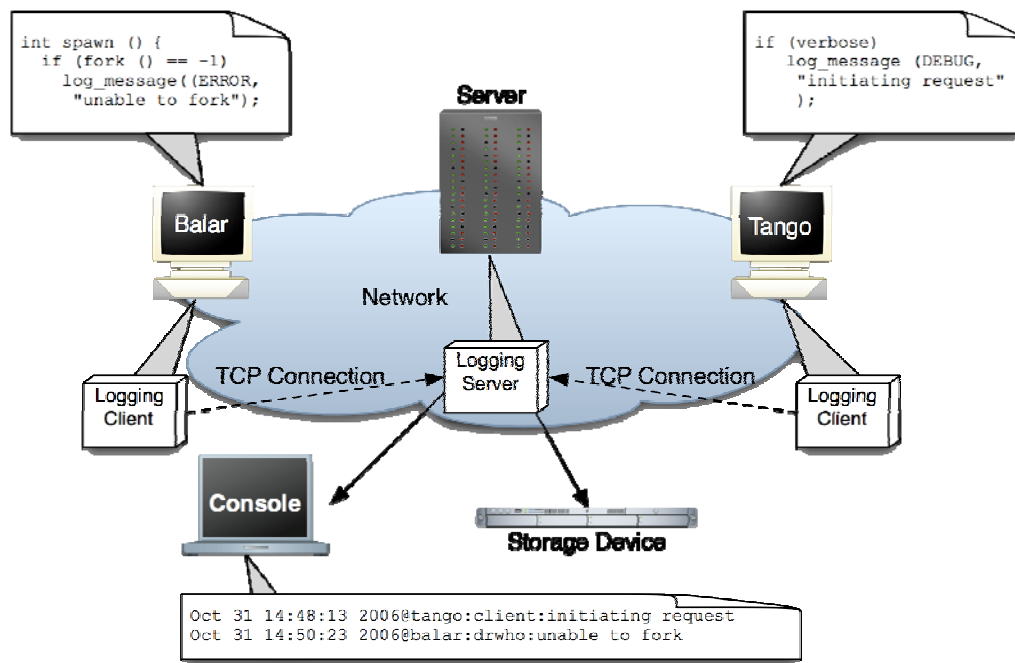 int spawn () {
if (fork () == -1)
log_message((ERROR,
"unable to fork");
if (verbose)
log_message (DEBUG,
"initiating request"
);
Server
Balar
Tango
Network
Logging
Server
TCP Connection
TCP Connection
Logging
Client
Logging
Client
Console
Storage Device
Oct 31 14:48:13 2006@tango:client:initiating request
Oct 31 14:50:23 2006@balar:drwho:unable to fork